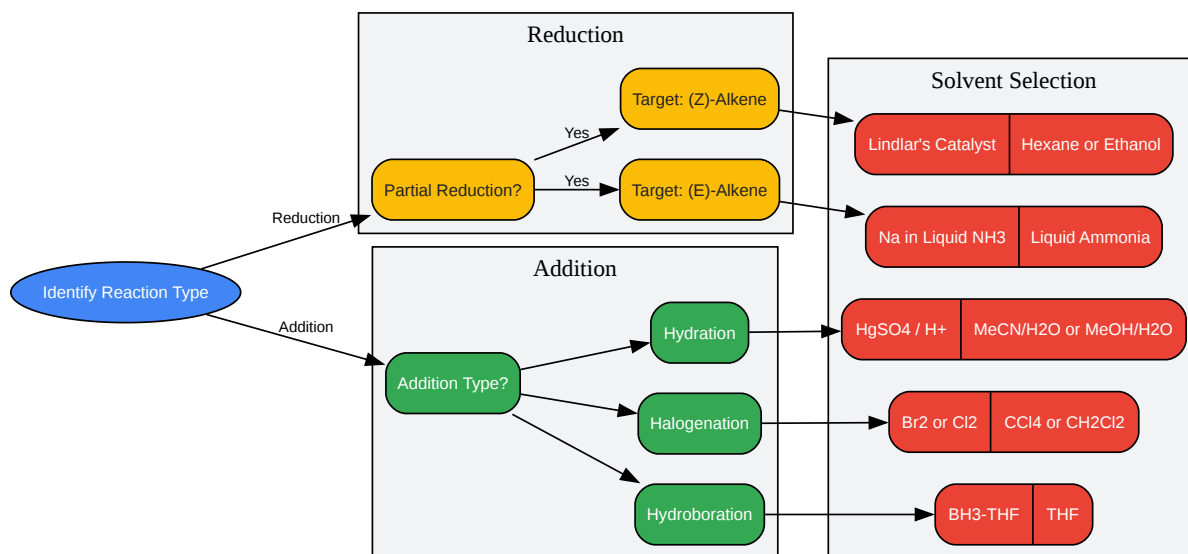 Reduction
Solvent Selection
Target: (Z)-Alkene
Yes
Lindlar's Catalyst
Hexane or Ethanol
Partial Reduction?
Yes
Target: (E)-Alkene
Reduction
Na in Liquid NH3
Liquid Ammonia
Identify Reaction Type
Addition
Addition
Hydration
HgSO4 / H+
MeCN/H2O or MeOH/H2O
Addition Type?
Halogenation
Br2 or Cl2
CCl4 or CH2Cl2
Hydroboration
BH3-THF
THF